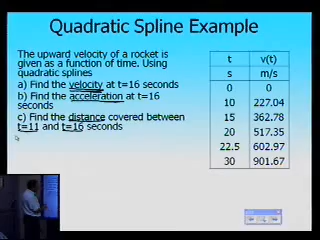 Quadratic Spline Example
The upward velocity of a rocket is
given as a function of time. Using
quadratic splines
a) Find the velocity at t=16 seconds
b) Find the acceleration at t=16
seconds
c) Find the distance covered between
t=11 and t=16 seconds
t v(t)
s m/s
0 0
10 227.04
15 362.78
20 517.35
22.5 602.97
30 901.67